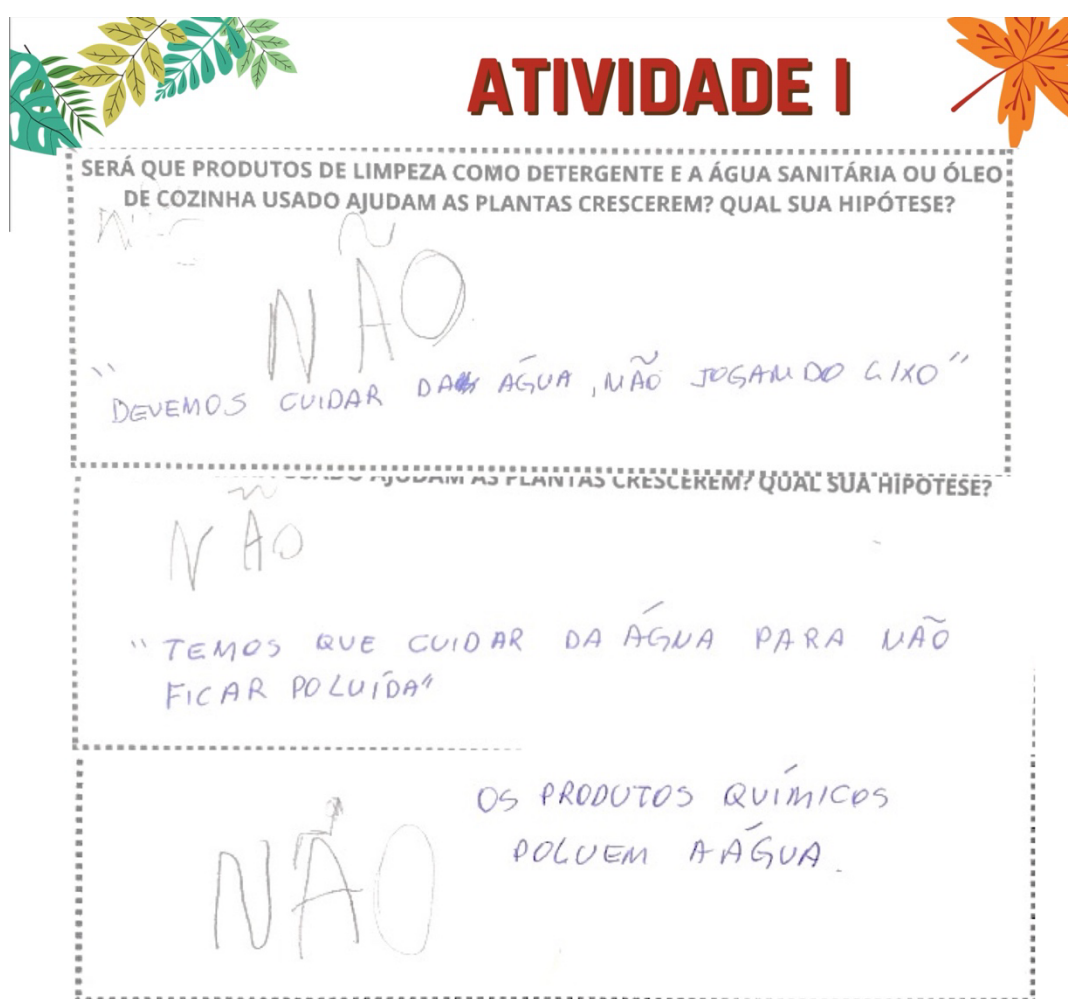 ATIVIDADE I
SERÁ QUE PRODUTOS DE LIMPEZA COMO DETERGENTE E A ÁGUA SANITÁRIA OU ÓLEO
DE COZINHA USADO AJUDAM AS PLANTAS CRESCEREM? QUAL SUA HIPÓTESE?
NÃO
"DEVEMOS CUIDAR DA ÁGUA, NÃO JOGANDO LIXO"
AJUDAM AS PLANTAS CRESCEREM? QUAL SUA HIPÓTESE?
NÃO
"TEMOS QUE CUIDAR DA ÁGUA PARA NÃO
FICAR POLUÍDA"
OS PRODUTOS QUÍMICOS
POLUEM A ÁGUA.
NÃO